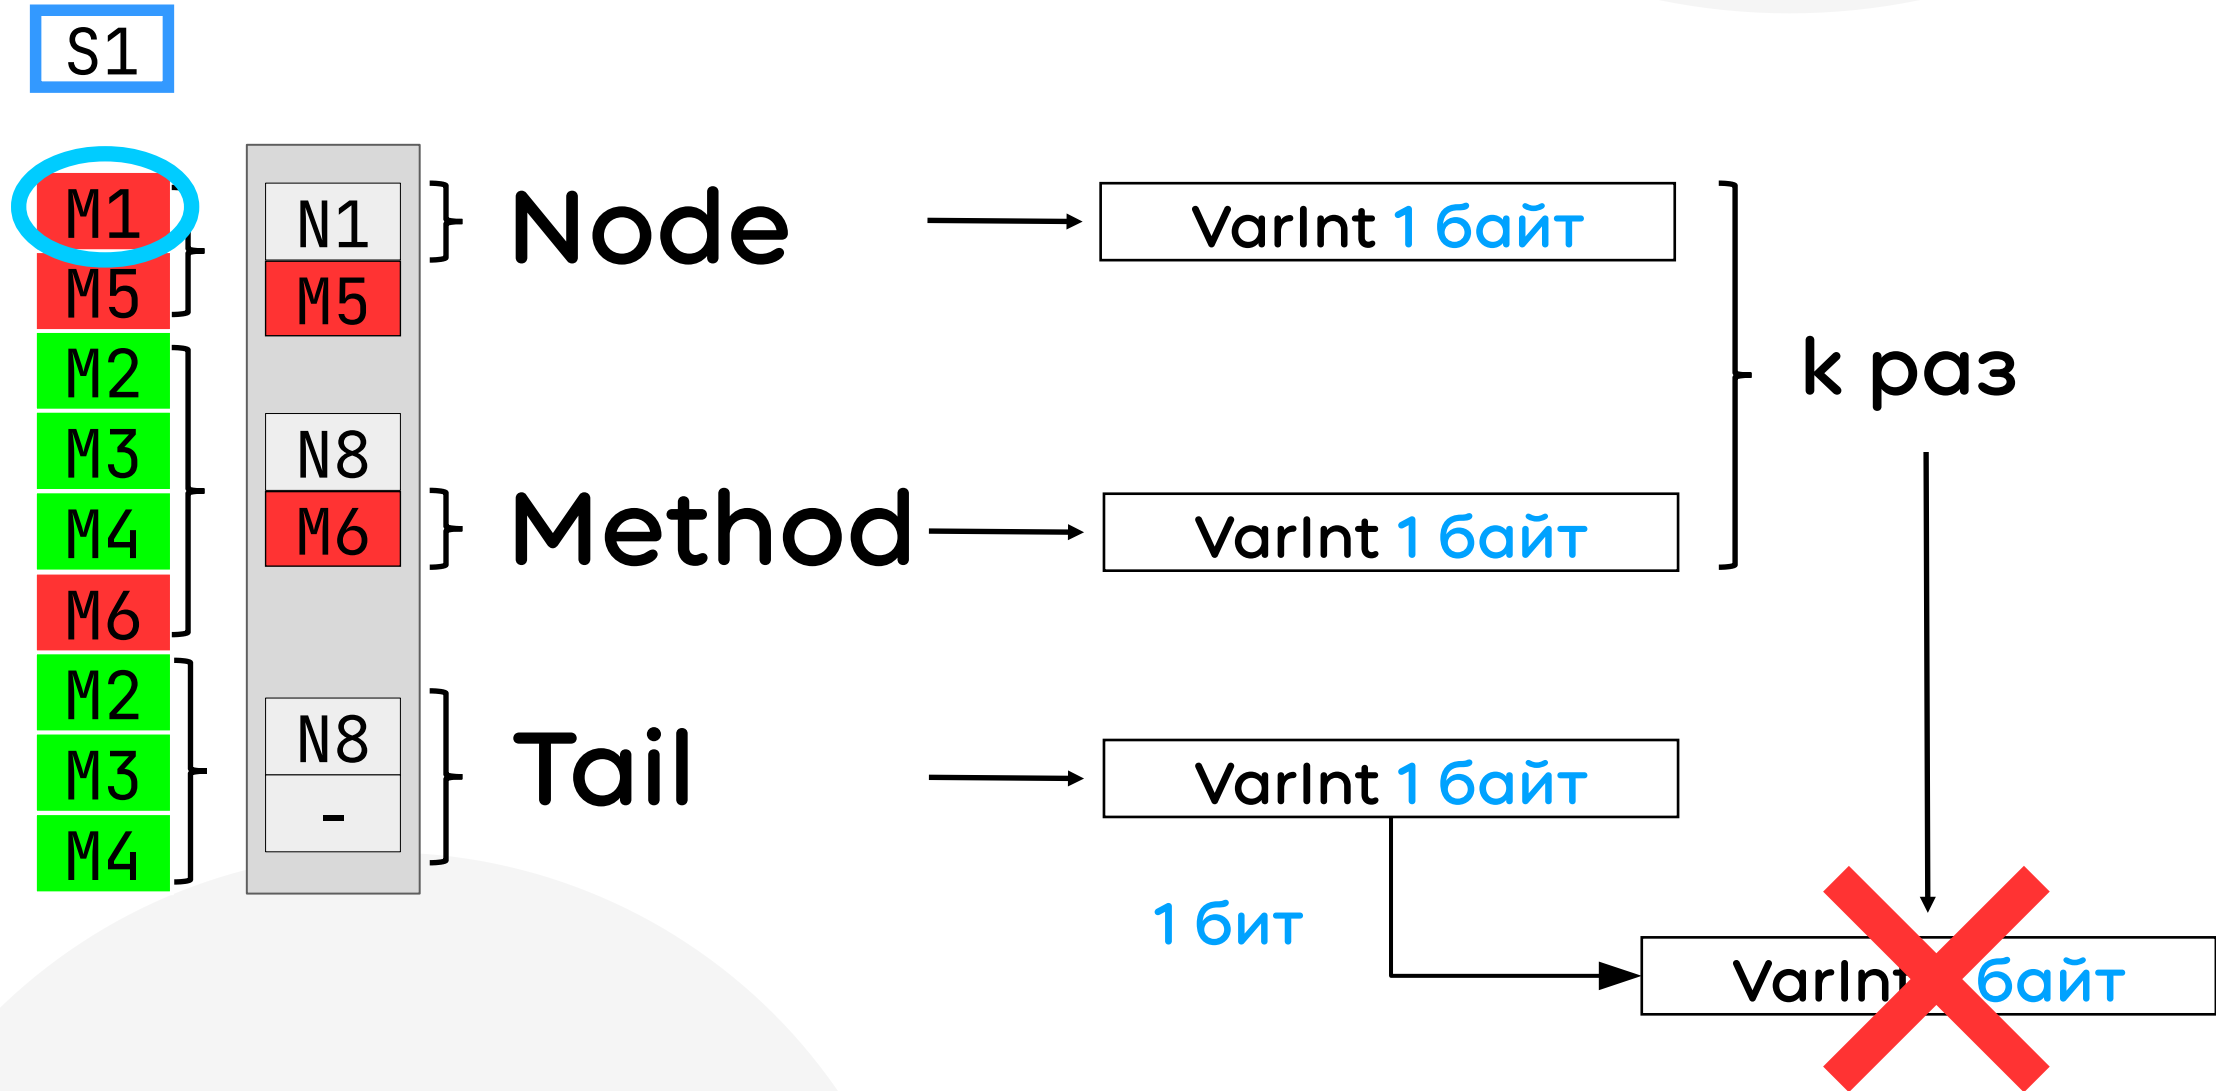 S1
M1
M5
M2
M3
M4
M6
M2
M3
M4
N1
M5
N8
M6
N8
-
Node
Method
Tail
VarInt 1 байт
VarInt 1 байт
VarInt 1 байт
k раз
1 бит
VarInt байт